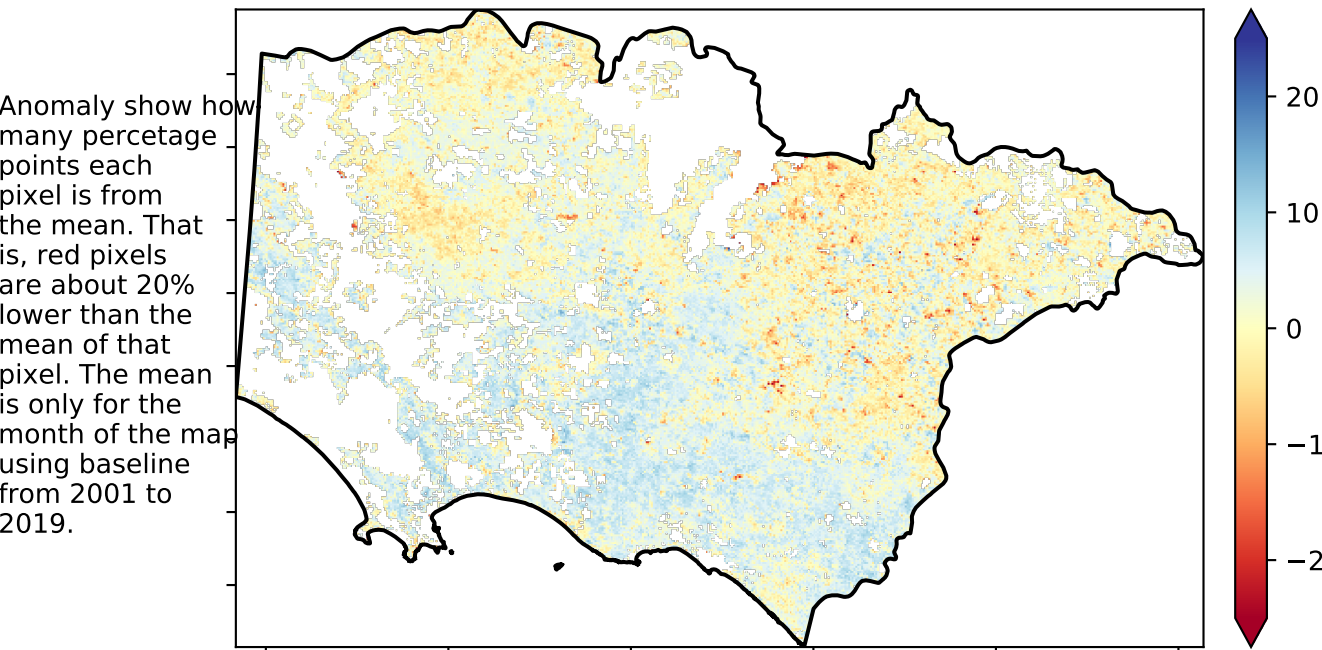 Anomaly show how
many percetage
points each
pixel is from
the mean. That
is, red pixels
are about 20%
lower than the
mean of that
pixel. The mean
is only for the
month of the map
using baseline
from 2001 to
2019.
20
10
0
−1
−2